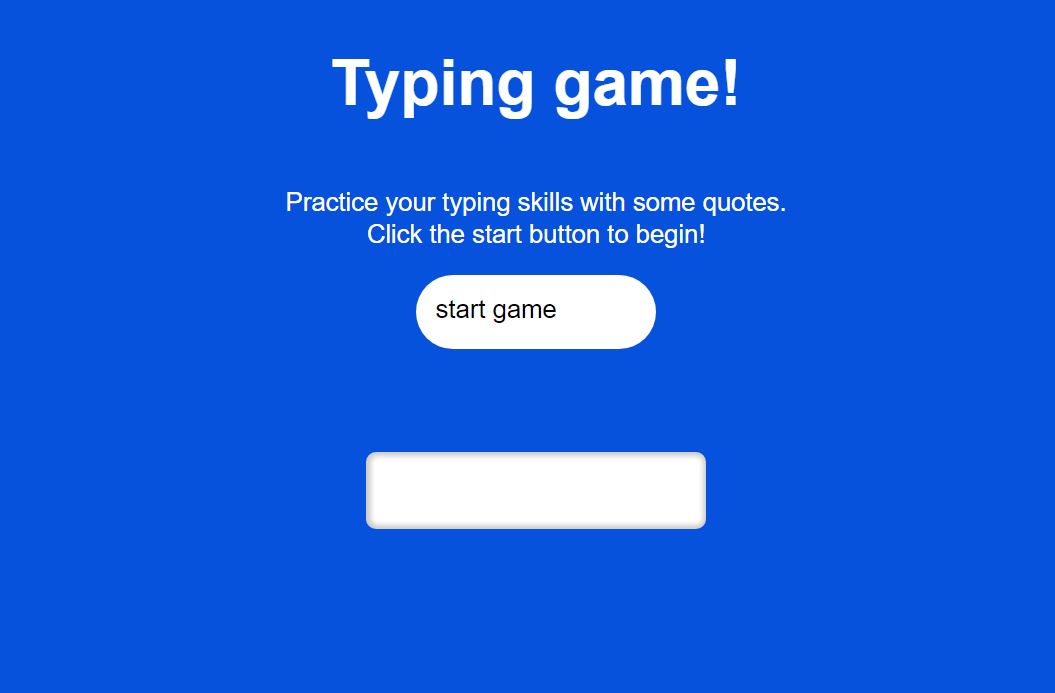 Typing game!
Practice your typing skills with some quotes.
Click the start button to begin!
start game